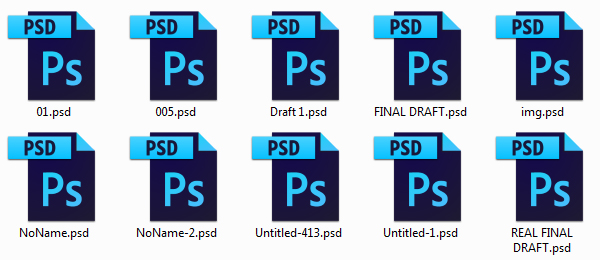 PSD PSD PSD PSD PSD
Ps Ps Ps Ps Ps
01.psd 005.psd Draft 1.psd FINAL DRAFT.psd img.psd
PSD PSD PSD PSD PSD
Ps Ps Ps Ps Ps
NoName.psd NoName-2.psd Untitled-413.psd Untitled-1.psd REAL FINAL
DRAFT.psd